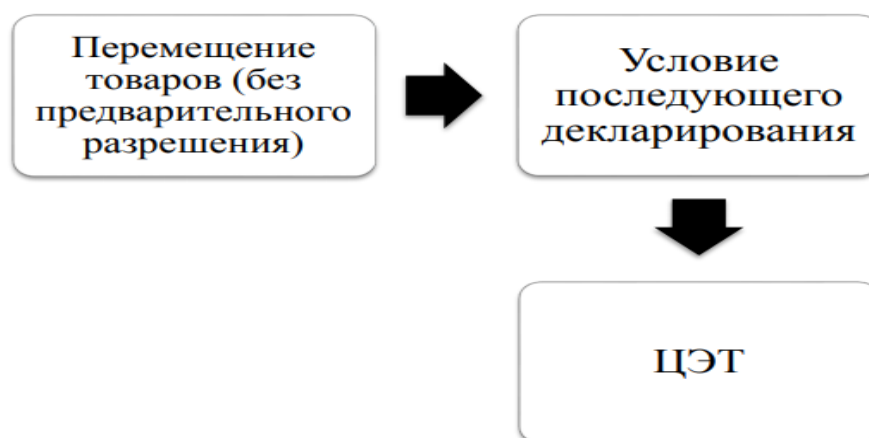 Перемещение
товаров (без
предварительного
разрешения)
Условие
последующего
декларирования
ЦЭТ